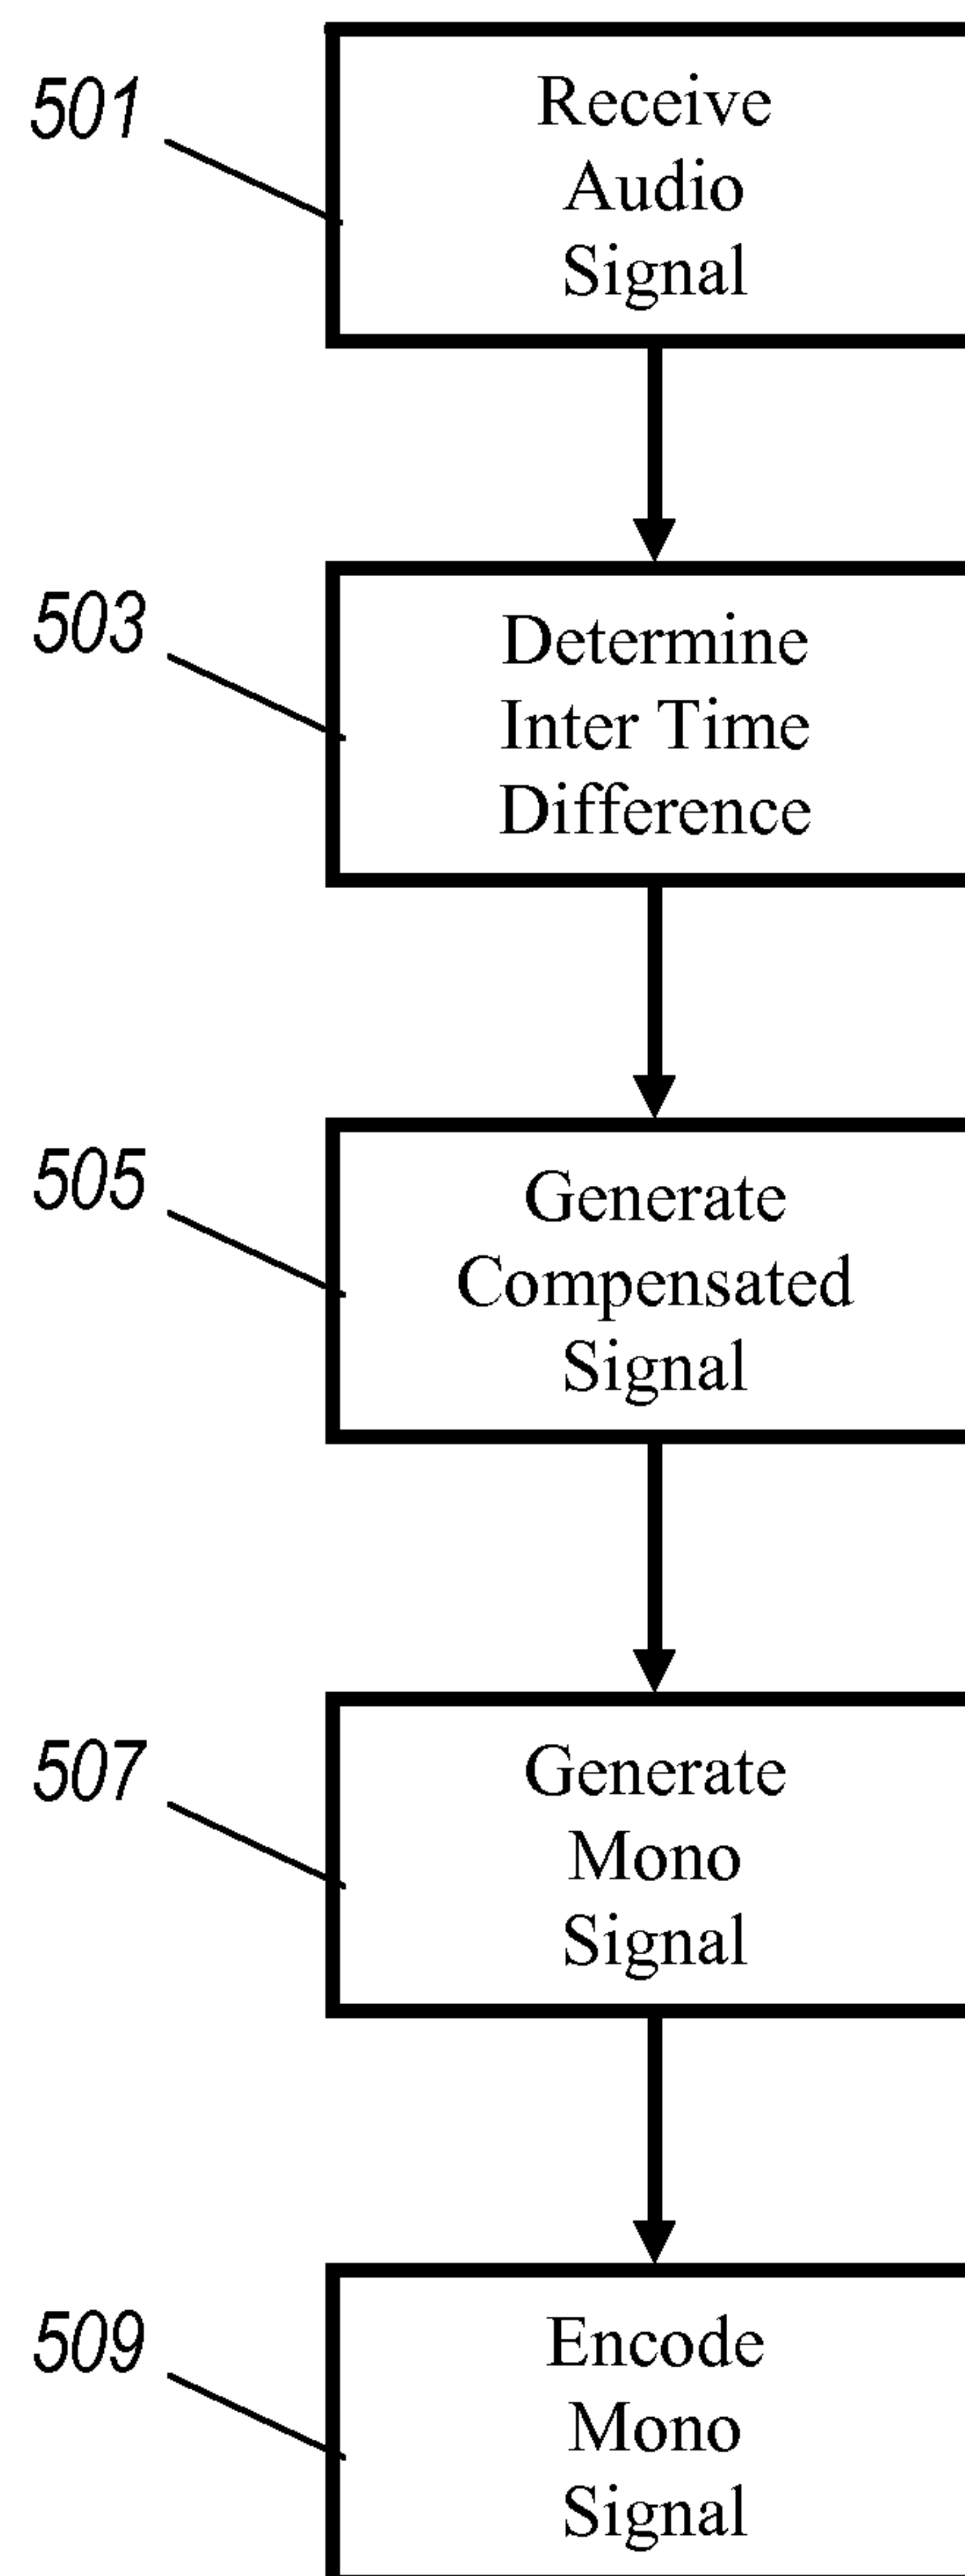 501
Receive
Audio
Signal
503
Determine
Inter Time
Difference
505
Generate
Compensated
Signal
507
Generate
Mono
Signal
509
Encode
Mono
Signal